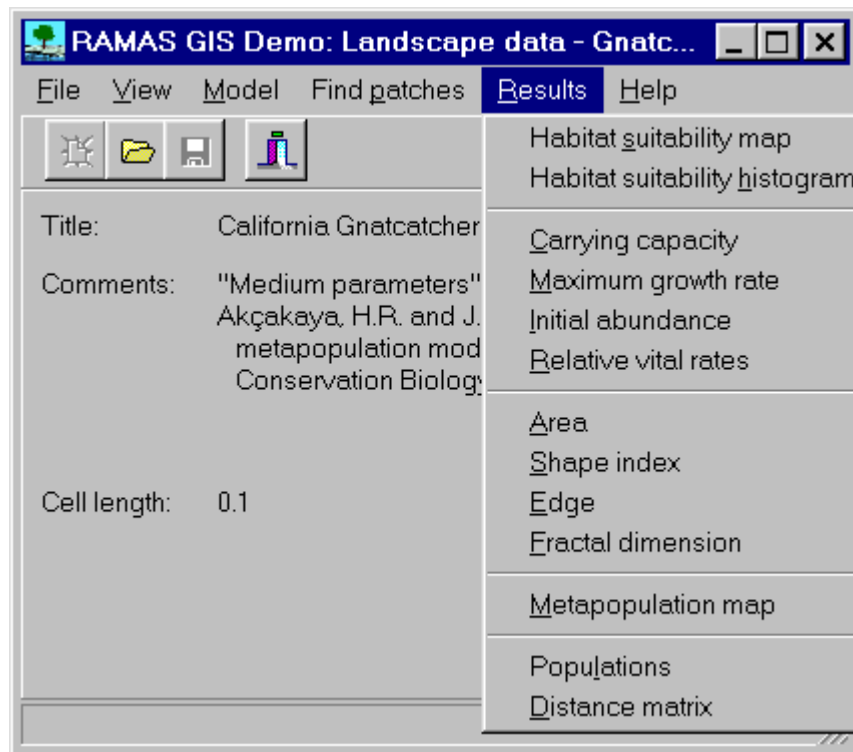 RAMAS GIS Demo: Landscape data - Gnatc...
File View Model Find patches Results Help
Habitat suitability map
Habitat suitability histogram
Title: California Gnatcatcher
Carrying capacity
Comments: "Medium parameters"
Maximum growth rate
Akçakaya, H.R. and J.
Initial abundance
metapopulation mod
Relative vital rates
Conservation Biology
Area
Shape index
Cell length: 0.1
Edge
Fractal dimension
Metapopulation map
Populations
Distance matrix